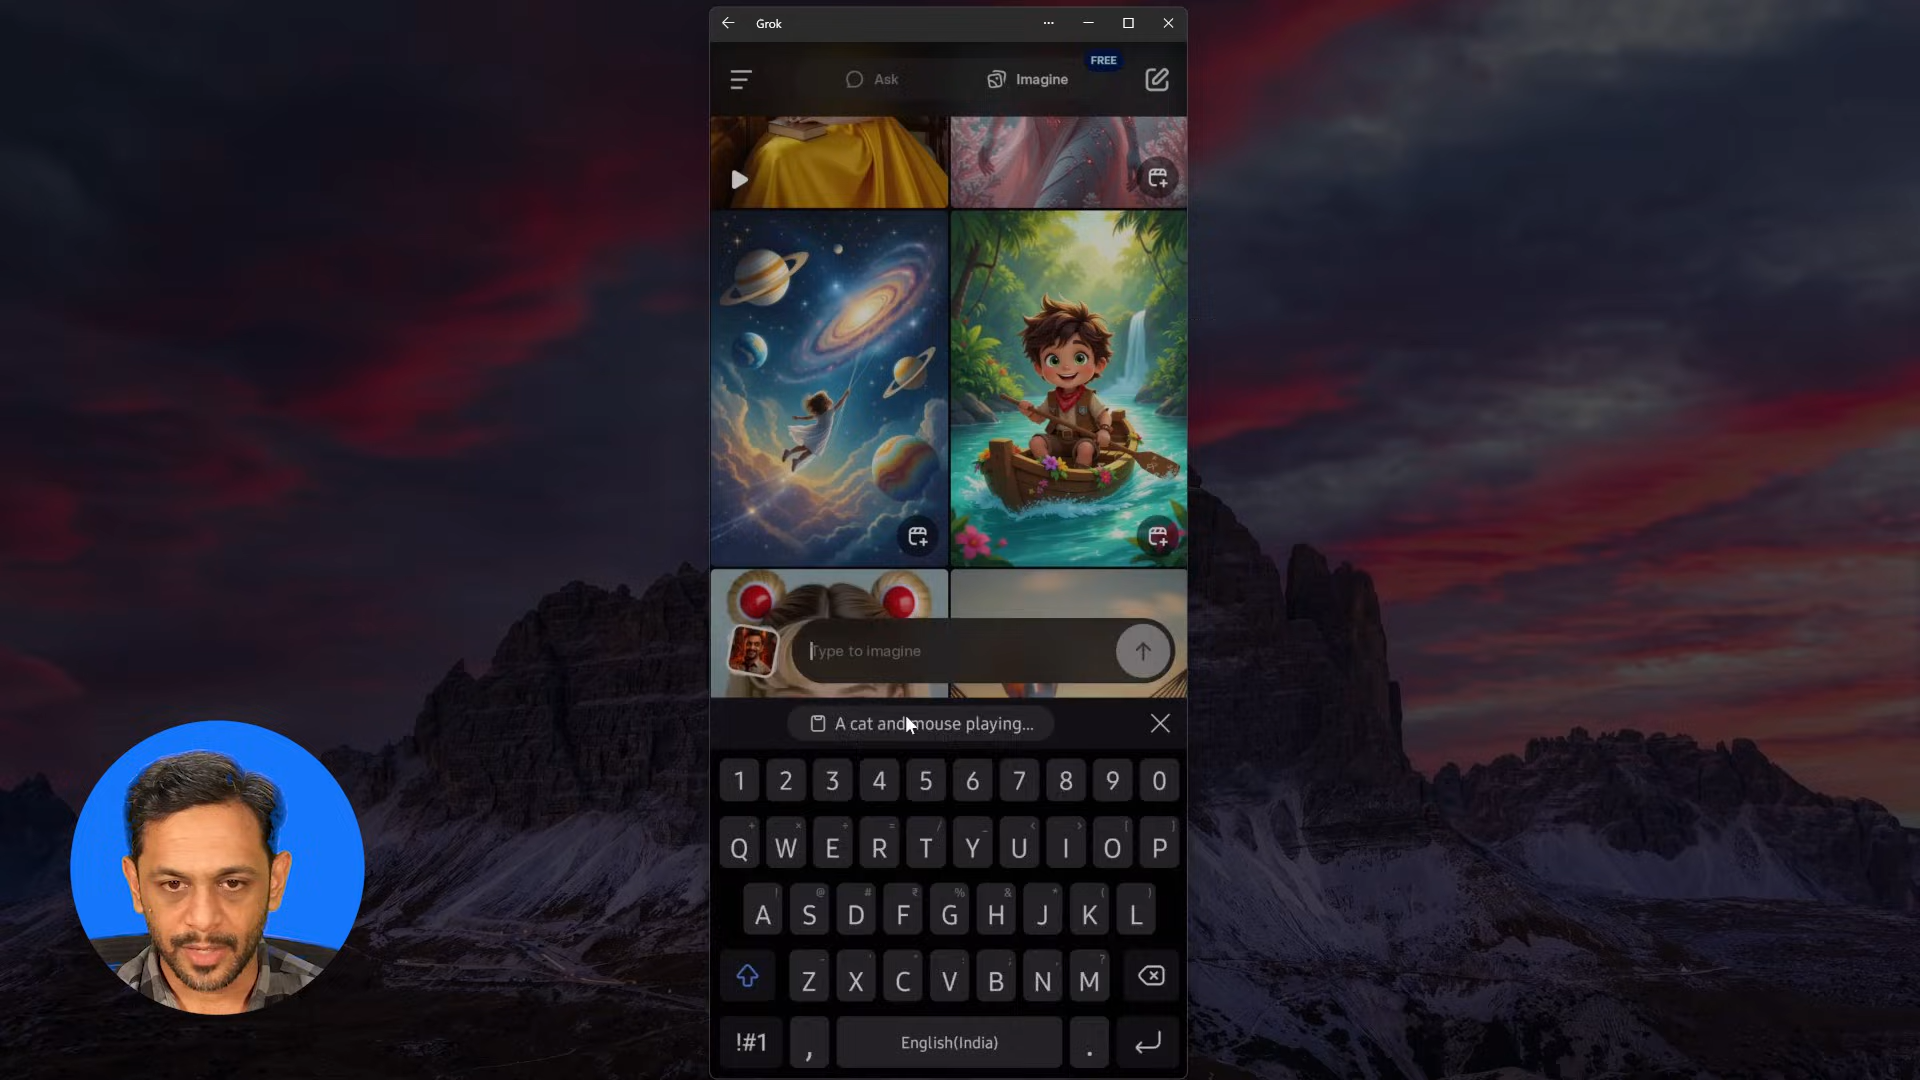 Grok
FREE
Ask
Imagine
Type to imagine
A cat and mouse playing...
1 2 3 4 5 6 7 8 9 0
Q W E R T Y U I O P
A S D F G H J K L
Z X C V B N M
!#1 , English(India) .